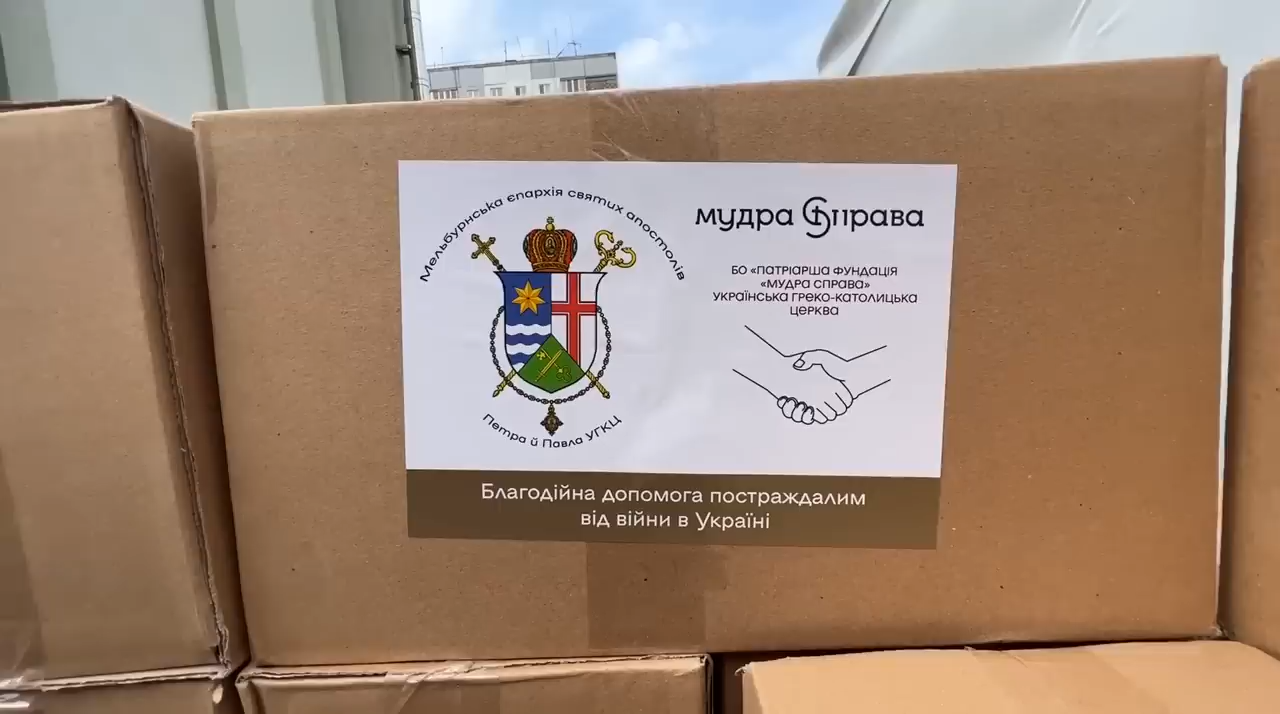 Мельбурнська єпархія святих апостолів
Петра й Павла УГКЦ
мудра справа
БО «ПАТРІАРША ФУНДАЦІЯ
«МУДРА СПРАВА»
УКРАЇНСЬКА ГРЕКО-КАТОЛИЦЬКА
ЦЕРКВА
Благодійна допомога постраждалим
від війни в Україні